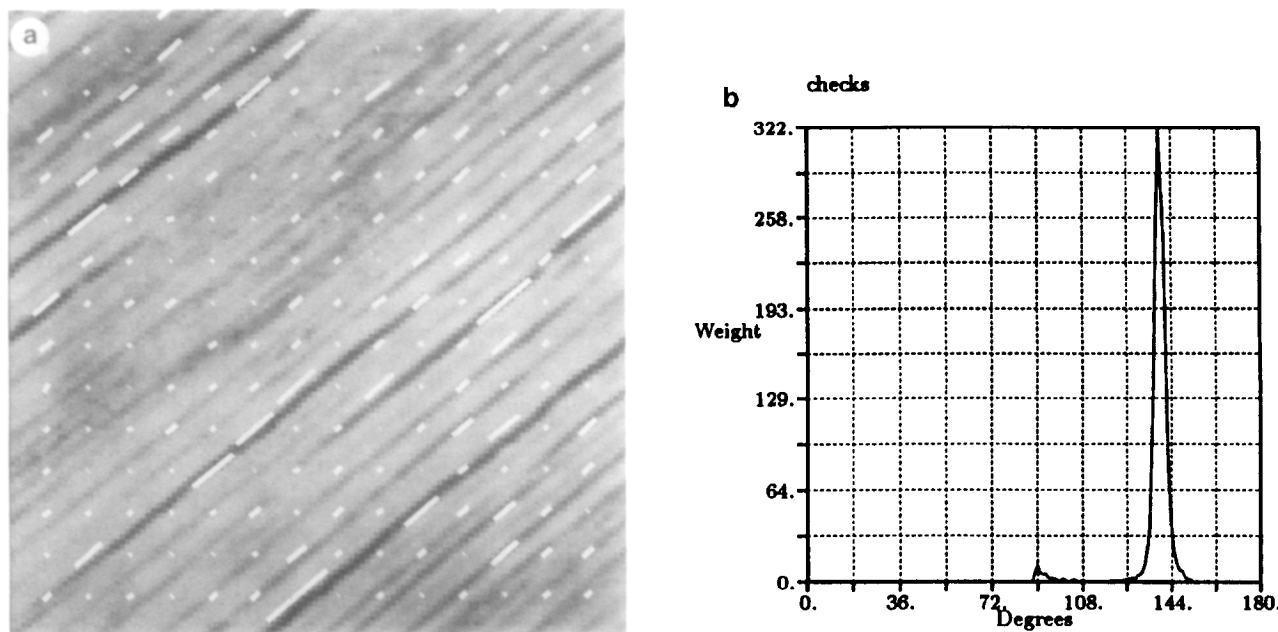 a
b
checks
322.
258.
193.
Weight
129.
64.
0.
0. 36. 72. 108. 144. 180.
Degrees